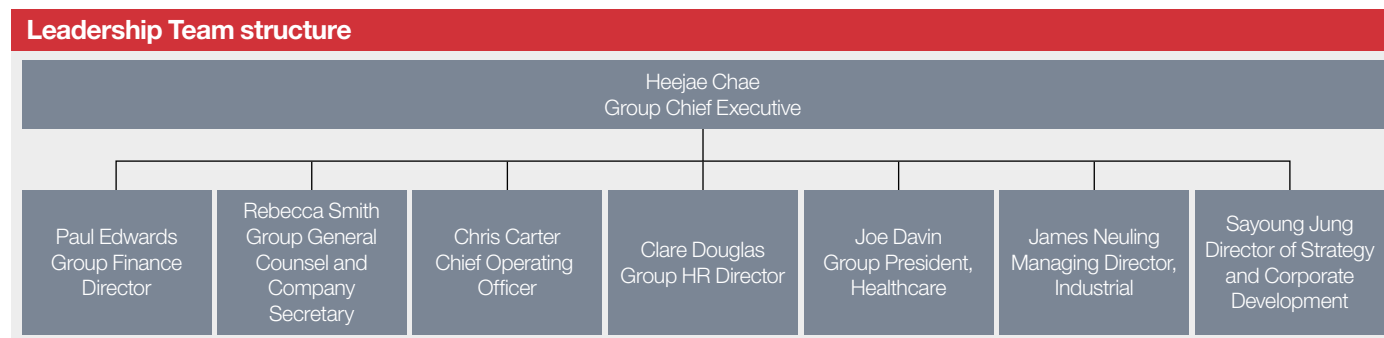 Leadership Team structure
Heejae Chae
Group Chief Executive
Paul Edwards
Group Finance
Director
Rebecca Smith
Group General
Counsel and
Company
Secretary
Chris Carter
Chief Operating
Officer
Clare Douglas
Group HR Director
Joe Davin
Group President,
Healthcare
James Neuling
Managing Director,
Industrial
Sayoung Jung
Director of Strategy
and Corporate
Development